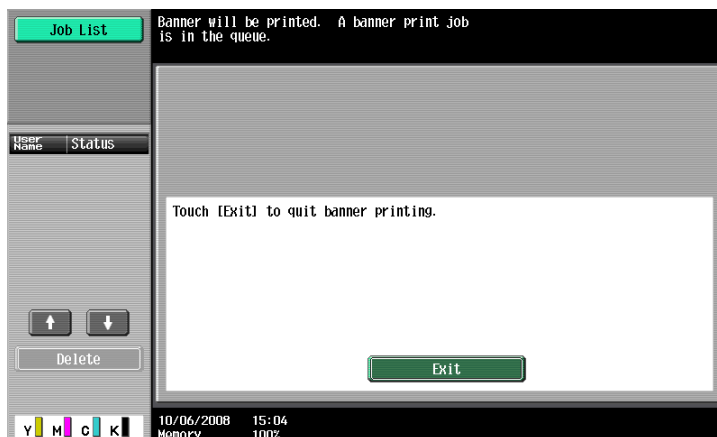 Job List
Banner will be printed. A banner print job
is in the queue.
User Name Status
Touch [Exit] to quit banner printing.
Delete
Exit
Y M C K
10/06/2008 15:04
Memory 100%